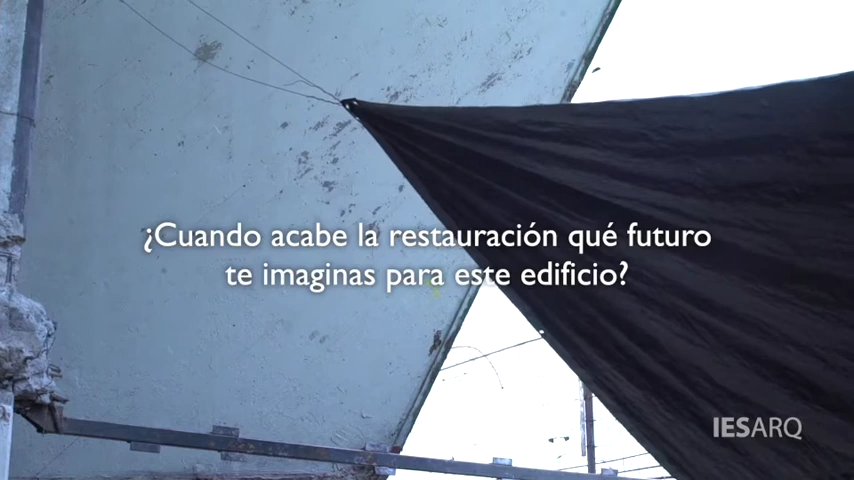 ¿Cuando acabe la restauración qué futuro
te imaginas para este edificio?
IESARQ